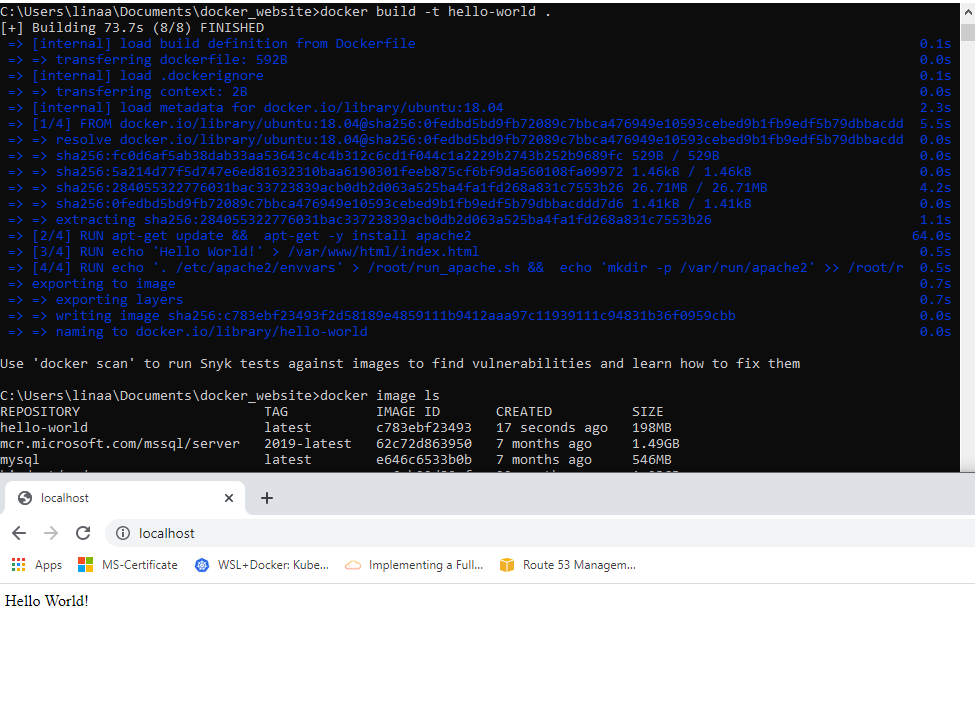 C:\Users\linaa\Documents\docker_website>docker build -t hello-world .
[+] Building 73.7s (8/8) FINISHED
=> [internal] load build definition from Dockerfile 0.1s
=> => transferring dockerfile: 592B 0.0s
=> [internal] load .dockerignore 0.1s
=> => transferring context: 2B 0.0s
=> [internal] load metadata for docker.io/library/ubuntu:18.04 2.3s
=> [1/4] FROM docker.io/library/ubuntu:18.04@sha256:0fedbd5bd9fb72089c7bbca476949e10593cebed9b1fb9edf5b79dbbacdd 5.5s
=> => resolve docker.io/library/ubuntu:18.04@sha256:0fedbd5bd9fb72089c7bbca476949e10593cebed9b1fb9edf5b79dbbacdd 0.0s
=> => sha256:fc0d6af5ab38dab33aa53643c4c4b312c6cd1f044c1a2229b2743b252b9689fc 529B / 529B 0.0s
=> => sha256:5a214d77f5d747e6ed81632310baa6190301feeb875cf6bf9da560108fa09972 1.46kB / 1.46kB 0.0s
=> => sha256:284055322776031bac33723839acb0db2d063a525ba4fa1fd268a831c7553b26 26.71MB / 26.71MB 4.2s
=> => sha256:0fedbd5bd9fb72089c7bbca476949e10593cebed9b1fb9edf5b79dbbacddd7d6 1.41kB / 1.41kB 0.0s
=> => extracting sha256:284055322776031bac33723839acb0db2d063a525ba4fa1fd268a831c7553b26 1.1s
=> [2/4] RUN apt-get update && apt-get -y install apache2 64.0s
=> [3/4] RUN echo 'Hello World!' > /var/www/html/index.html 0.5s
=> [4/4] RUN echo '. /etc/apache2/envvars' > /root/run_apache.sh && echo 'mkdir -p /var/run/apache2' >> /root/r 0.5s
=> exporting to image 0.7s
=> => exporting layers 0.7s
=> => writing image sha256:c783ebf23493f2d58189e4859111b9412aaa97c11939111c94831b36f0959cbb 0.0s
=> => naming to docker.io/library/hello-world 0.0s
Use 'docker scan' to run Snyk tests against images to find vulnerabilities and learn how to fix them
C:\Users\linaa\Documents\docker_website>docker image ls
REPOSITORY TAG IMAGE ID CREATED SIZE
hello-world latest c783ebf23493 17 seconds ago 198MB
mcr.microsoft.com/mssql/server 2019-latest 62c72d863950 7 months ago 1.49GB
mysql latest e646c6533b0b 7 months ago 546MB
localhost
localhost
Apps MS-Certificate WSL+Docker: Kube... Implementing a Full... Route 53 Managem...
Hello World!